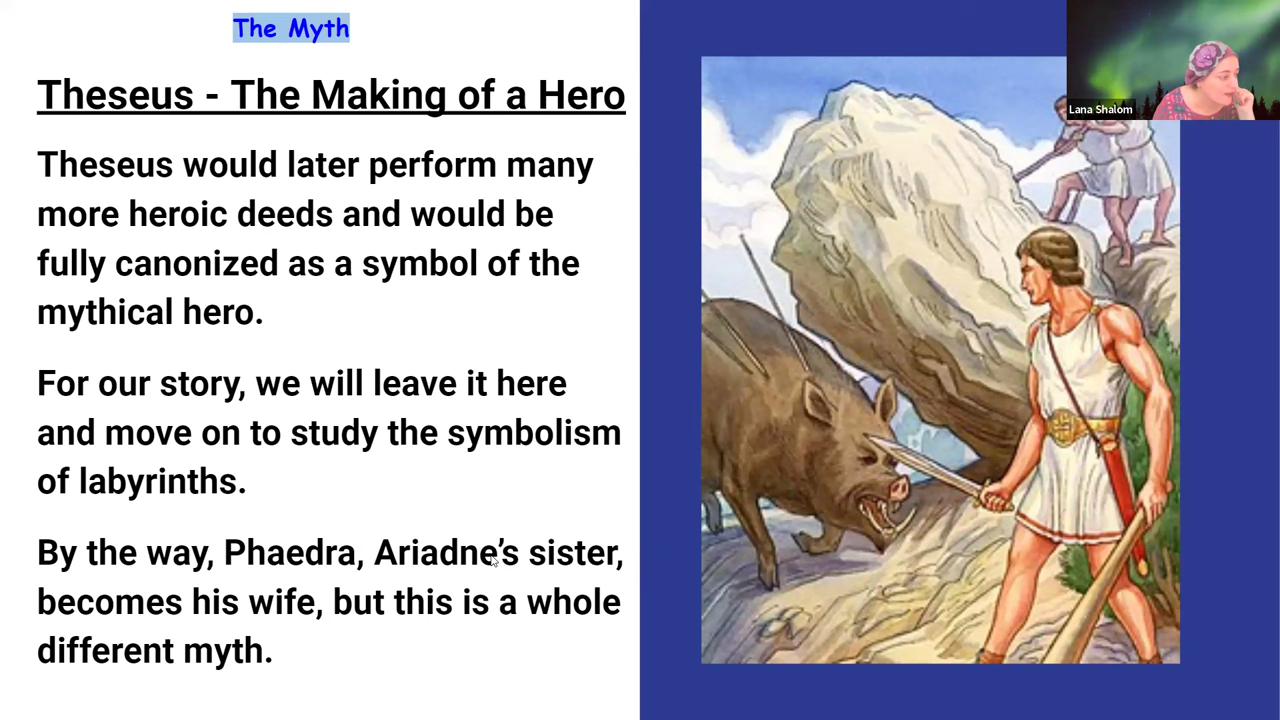 The Myth
Theseus - The Making of a Hero
Theseus would later perform many
more heroic deeds and would be
fully canonized as a symbol of the
mythical hero.
For our story, we will leave it here
and move on to study the symbolism
of labyrinths.
By the way, Phaedra, Ariadne’s sister,
becomes his wife, but this is a whole
different myth.
Lana Shalom